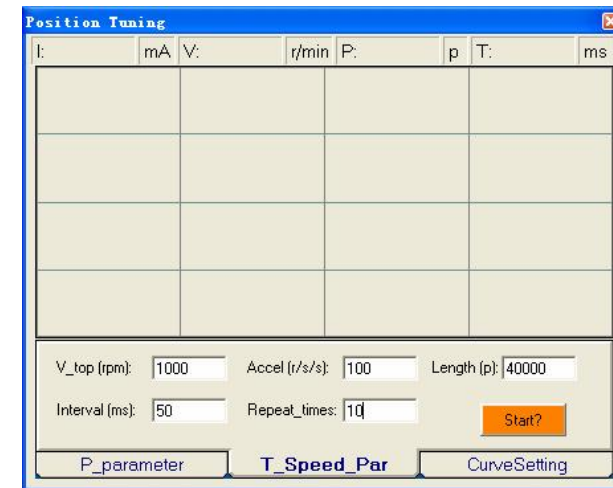 Position Tuning
I: mA V: r/min P: p T: ms
V_top (rpm): 1000 Accel (r/s/s): 100 Length (p): 40000
Interval (ms): 50 Repeat_times: 10 Start?
P_parameter T_Speed_Par CurveSetting